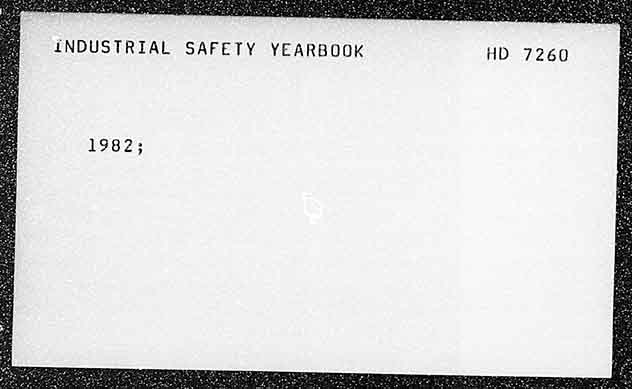 INDUSTRIAL SAFETY YEARBOOK HD 7260
1982;